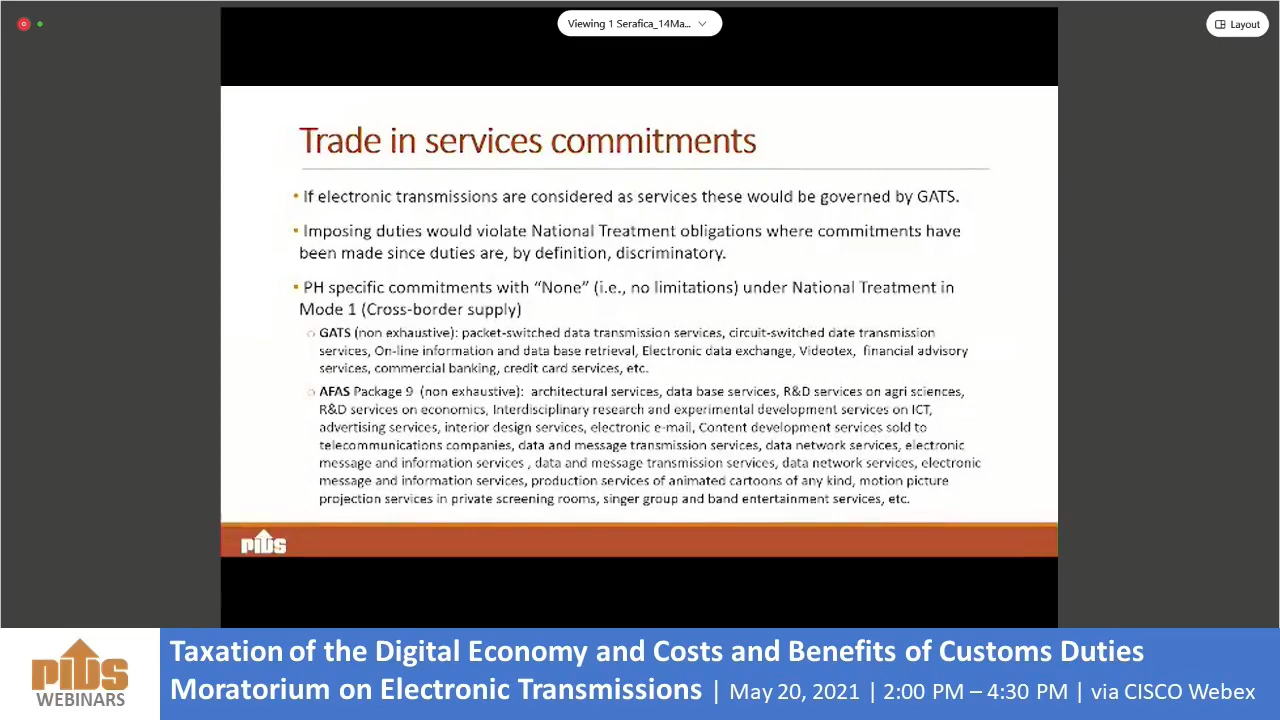 Viewing 1 Serafica_14Ma...
Layout
Trade in services commitments
• If electronic transmissions are considered as services these would be governed by GATS.
• Imposing duties would violate National Treatment obligations where commitments have
been made since duties are, by definition, discriminatory.
• PH specific commitments with “None” (i.e., no limitations) under National Treatment in
Mode 1 (Cross-border supply)
○ GATS (non exhaustive): packet-switched data transmission services, circuit-switched date transmission
services, On-line information and data base retrieval, Electronic data exchange, Videotex, financial advisory
services, commercial banking, credit card services, etc.
○ AFAS Package 9 (non exhaustive): architectural services, data base services, R&D services on agri sciences,
R&D services on economics, Interdisciplinary research and experimental development services on ICT,
advertising services, interior design services, electronic e-mail, Content development services sold to
telecommunications companies, data and message transmission services, data network services, electronic
message and information services , data and message transmission services, data network services, electronic
message and information services, production services of animated cartoons of any kind, motion picture
projection services in private screening rooms, singer group and band entertainment services, etc.
PIDS
PIDS
WEBINARS
Taxation of the Digital Economy and Costs and Benefits of Customs Duties
Moratorium on Electronic Transmissions | May 20, 2021 | 2:00 PM – 4:30 PM | via CISCO Webex